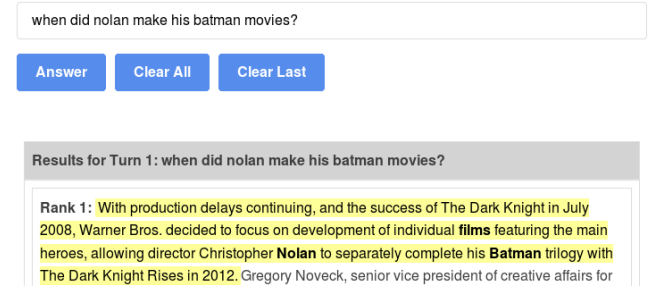 when did nolan make his batman movies?
Answer Clear All Clear Last
Results for Turn 1: when did nolan make his batman movies?
Rank 1: With production delays continuing, and the success of The Dark Knight in July
2008, Warner Bros. decided to focus on development of individual films featuring the main
heroes, allowing director Christopher Nolan to separately complete his Batman trilogy with
The Dark Knight Rises in 2012. Gregory Noveck, senior vice president of creative affairs for